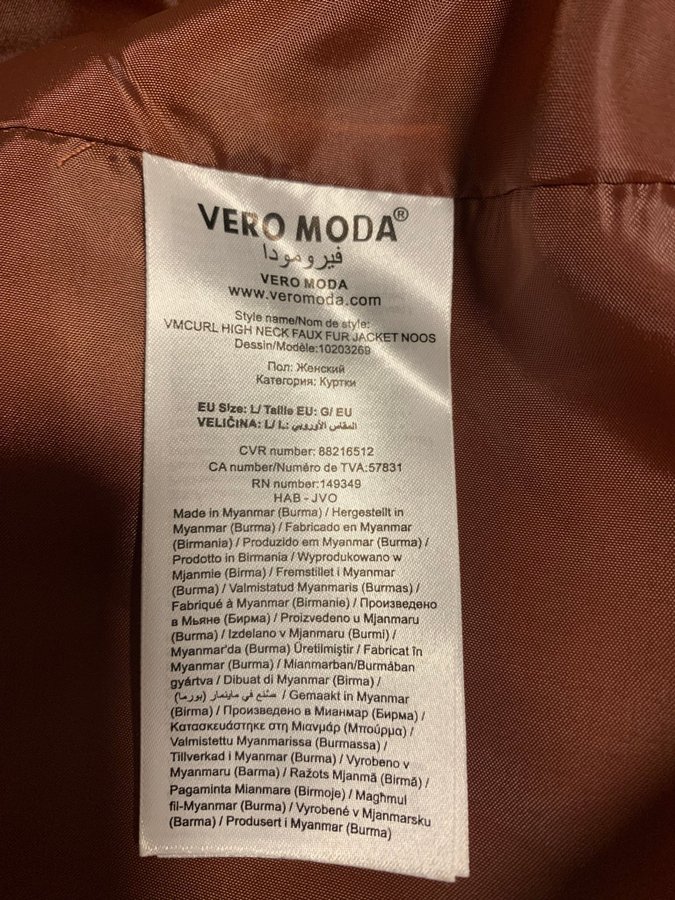 VERO MODA®
فيرومودا
VERO MODA
www.veromoda.com
Style name/Nom de style:
VMCURL HIGH NECK FAUX FUR JACKET NOOS
Dessin/Modèle:10203269
Пол: Женский
Категория: Куртки
EU Size: L/ Taille EU: G/ EU
VELIČINA: L/ L: المقاس الأوروبي
CVR number: 88216512
CA number/Numéro de TVA:57831
RN number:149349
HAB - JVO
Made in Myanmar (Burma) / Hergestellt in
Myanmar (Burma) / Fabricado en Myanmar
(Birmania) / Produzido em Myanmar (Burma) /
Prodotto in Birmania / Wyprodukowano w
Mjanmie (Birma) / Fremstillet i Myanmar
(Burma) / Valmistatud Myanmaris (Burmas) /
Fabriqué à Myanmar (Birmanie) / Произведено
в Мьяне (Бирма) / Proizvedeno u Mjanmaru
(Burma) / Izdelano v Mjanmaru (Burmi) /
Myanmar'da (Burma) Üretilmiştir / Fabricat în
Myanmar (Burma) / Mianmarban/Burmában
gyártva / Dibuat di Myanmar (Birma) /
صُنع في ماينمار (بورما) / Gemaakt in Myanmar
(Birma) / Произведено в Мианмар (Бирма) /
Κατασκευάστηκε στη Μιανμάρ (Μπούρμα) /
Valmistettu Myanmarissa (Burmassa) /
Tillverkad i Myanmar (Burma) / Vyrobeno v
Myanmaru (Barma) / Ražots Mjanmā (Birmā) /
Pagaminta Mianmare (Birmoje) / Magħmul
fil-Myanmar (Burma) / Vyrobené v Mjanmarsku
(Barma) / Produsert i Myanmar (Burma)